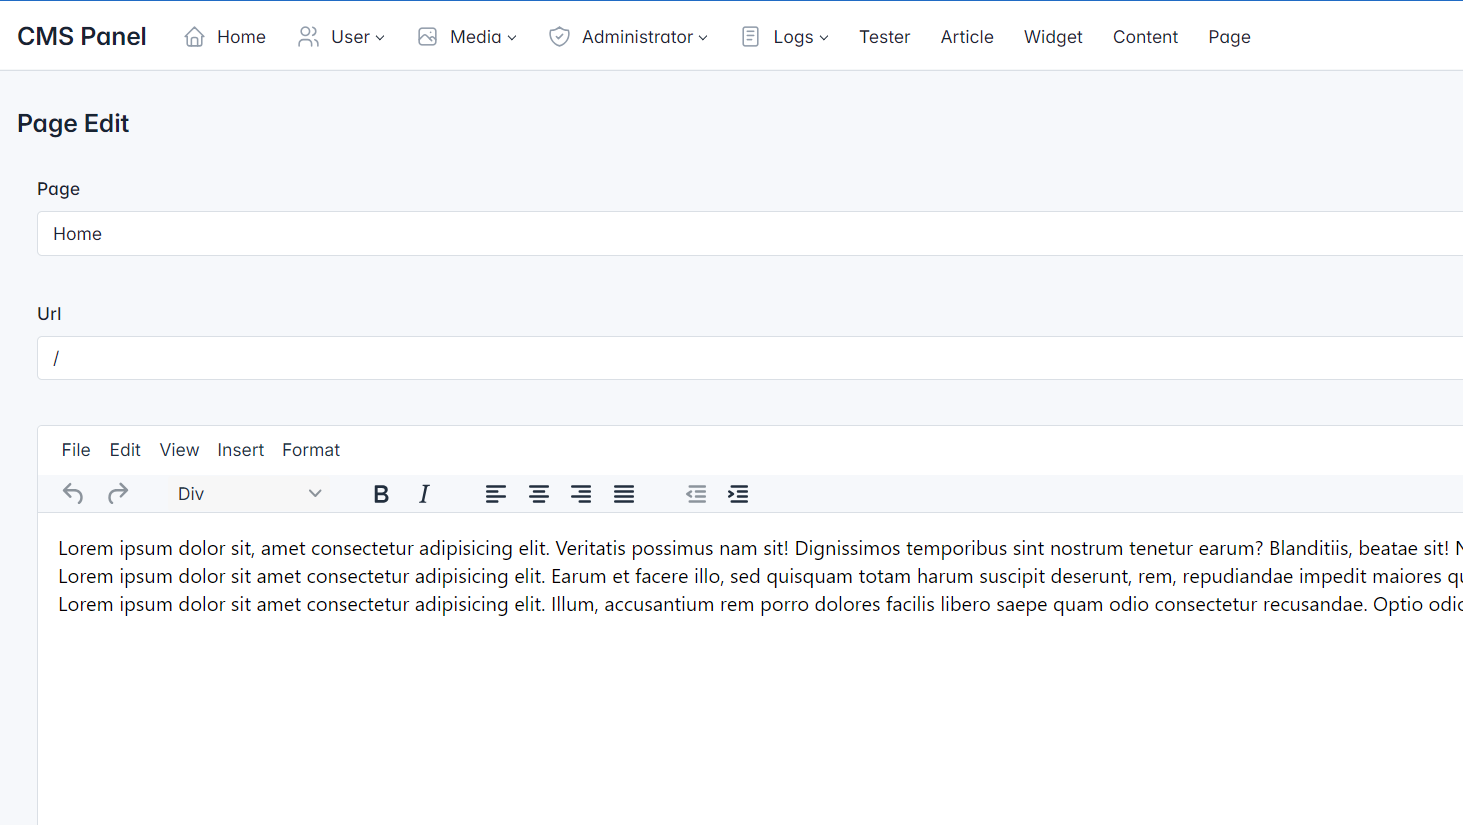 CMS Panel Home User Media Administrator Logs Tester Article Widget Content Page
Page Edit
Page
Home
Url
/
File Edit View Insert Format
Div B I
Lorem ipsum dolor sit, amet consectetur adipisicing elit. Veritatis possimus nam sit! Dignissimos temporibus sint nostrum tenetur earum? Blanditiis, beatae sit!
Lorem ipsum dolor sit amet consectetur adipisicing elit. Earum et facere illo, sed quisquam totam harum suscipit deserunt, rem, repudiandae impedit maiores
Lorem ipsum dolor sit amet consectetur adipisicing elit. Illum, accusantium rem porro dolores facilis libero saepe quam odio consectetur recusandae. Optio